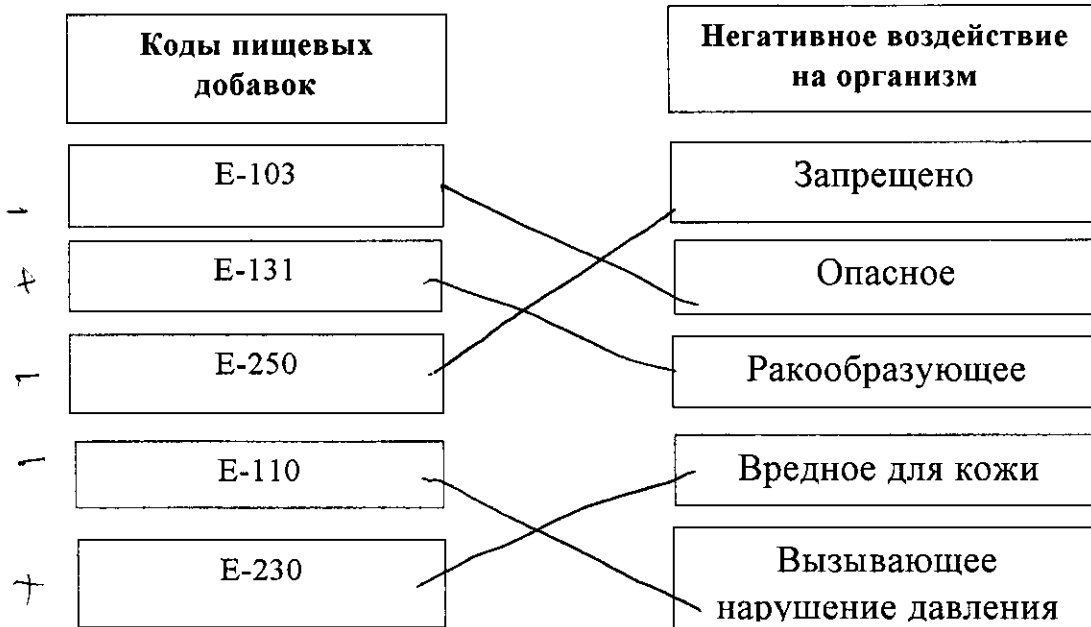 Коды пищевых
добавок
Негативное воздействие
на организм
Е-103
Запрещено
Е-131
Опасное
Е-250
Ракообразующее
Е-110
Вредное для кожи
Е-230
Вызывающее
нарушение давления